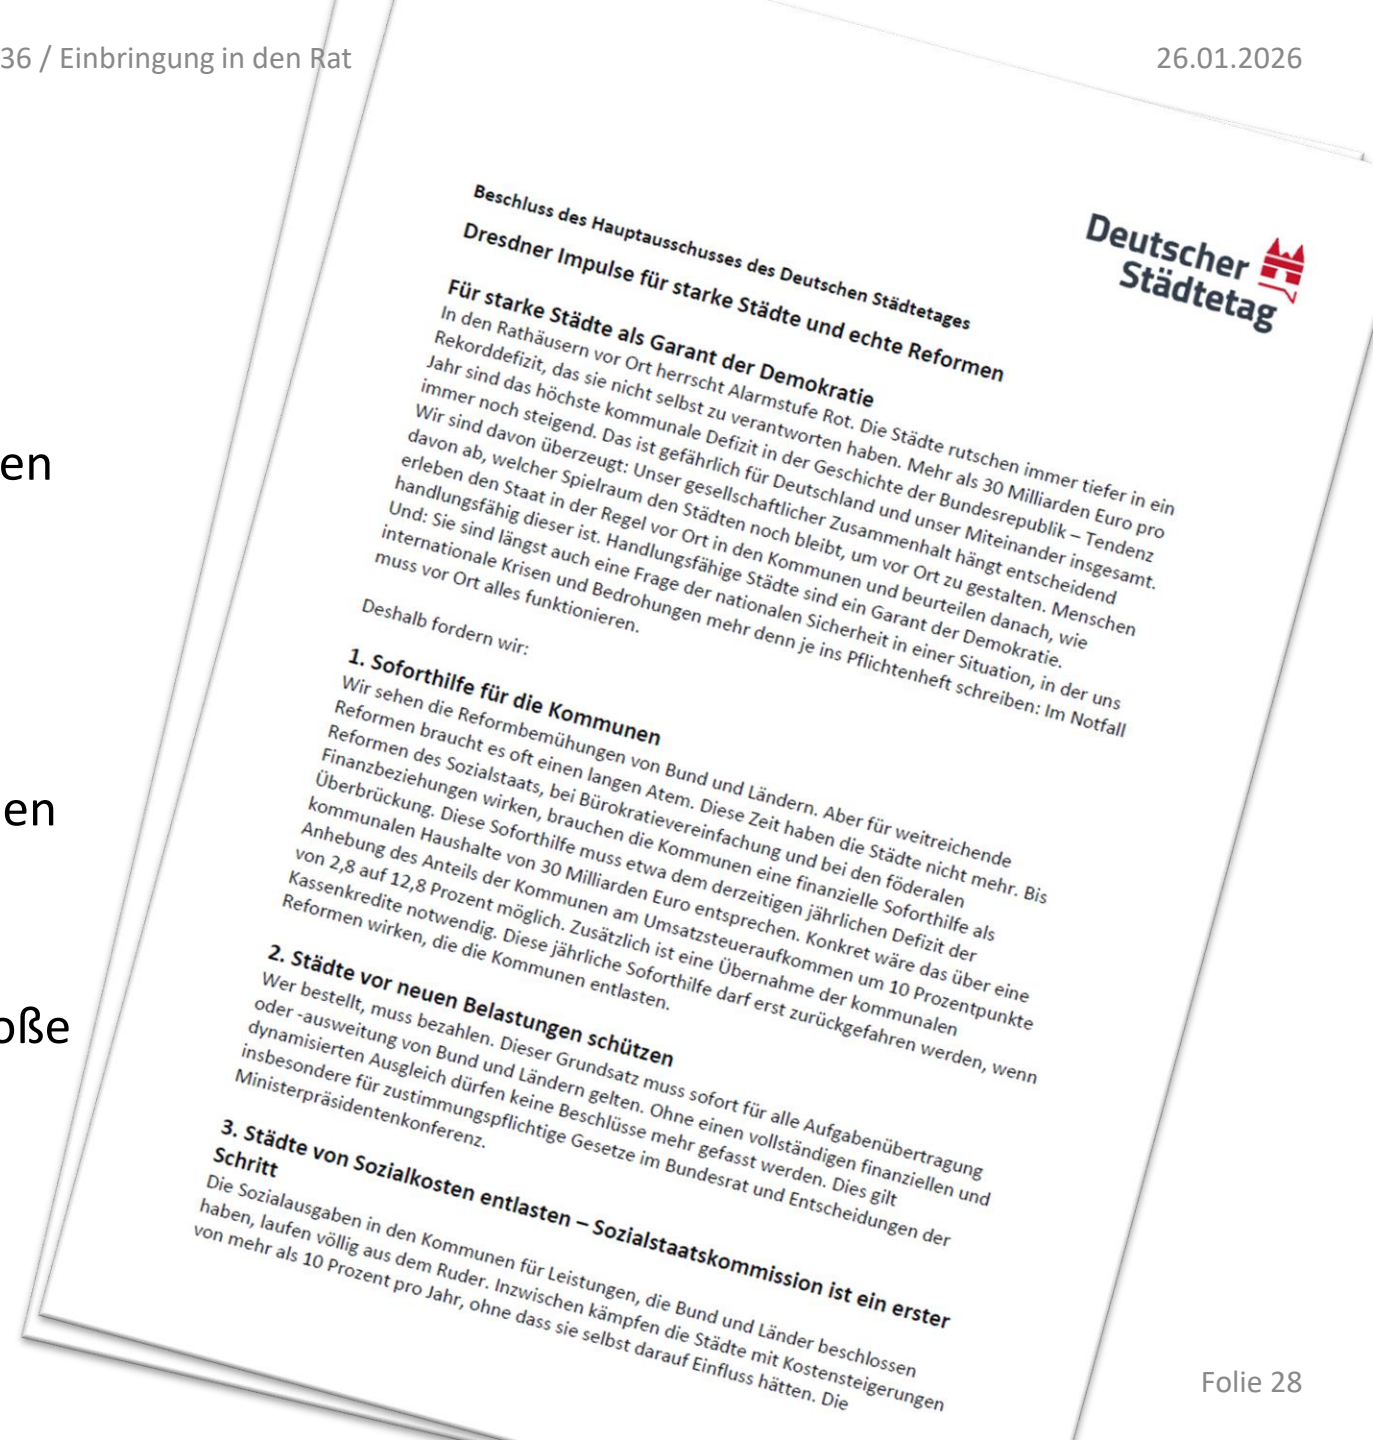 36 / Einbringung in den Rat
26.01.2026
en
en
oße
Deutscher
Städtetag
Beschluss des Hauptausschusses des Deutschen Städtetages
Dresdner Impulse für starke Städte und echte Reformen
Für starke Städte als Garant der Demokratie
In den Rathäusern vor Ort herrscht Alarmstufe Rot. Die Städte rutschen immer tiefer in ein
Rekorddefizit, das sie nicht selbst zu verantworten haben. Mehr als 30 Milliarden Euro pro
Jahr sind das höchste kommunale Defizit in der Geschichte der Bundesrepublik – Tendenz
immer noch steigend. Das ist gefährlich für Deutschland und unser Miteinander insgesamt.
Wir sind davon überzeugt: Unser gesellschaftlicher Zusammenhalt hängt entscheidend
davon ab, welcher Spielraum den Städten noch bleibt, um vor Ort zu gestalten. Menschen
erleben den Staat in der Regel vor Ort in den Kommunen und beurteilen danach, wie
handlungsfähig dieser ist. Handlungsfähige Städte sind ein Garant der Demokratie.
Und: Sie sind längst auch eine Frage der nationalen Sicherheit in einer Situation, in der uns
internationale Krisen und Bedrohungen mehr denn je ins Pflichtenheft schreiben: Im Notfall
muss vor Ort alles funktionieren.
Deshalb fordern wir:
1. Soforthilfe für die Kommunen
Wir sehen die Reformbemühungen von Bund und Ländern. Aber für weitreichende
Reformen braucht es oft einen langen Atem. Diese Zeit haben die Städte nicht mehr. Bis
Reformen des Sozialstaats, bei Bürokratievereinfachung und bei den föderalen
Finanzbeziehungen wirken, brauchen die Kommunen eine finanzielle Soforthilfe als
Überbrückung. Diese Soforthilfe muss etwa dem derzeitigen jährlichen Defizit der
kommunalen Haushalte von 30 Milliarden Euro entsprechen. Konkret wäre das über eine
Anhebung des Anteils der Kommunen am Umsatzsteueraufkommen um 10 Prozentpunkte
von 2,8 auf 12,8 Prozent möglich. Zusätzlich ist eine Übernahme der kommunalen
Kassenkredite notwendig. Diese jährliche Soforthilfe darf erst zurückgefahren werden, wenn
Reformen wirken, die die Kommunen entlasten.
2. Städte vor neuen Belastungen schützen
Wer bestellt, muss bezahlen. Dieser Grundsatz muss sofort für alle Aufgabenübertragung
oder -ausweitung von Bund und Ländern gelten. Ohne einen vollständigen finanziellen und
dynamisierten Ausgleich dürfen keine Beschlüsse mehr gefasst werden. Dies gilt
insbesondere für zustimmungspflichtige Gesetze im Bundesrat und Entscheidungen der
Ministerpräsidentenkonferenz.
3. Städte von Sozialkosten entlasten – Sozialstaatskommission ist ein erster
Schritt
Die Sozialausgaben in den Kommunen für Leistungen, die Bund und Länder beschlossen
haben, laufen völlig aus dem Ruder. Inzwischen kämpfen die Städte mit Kostensteigerungen
von mehr als 10 Prozent pro Jahr, ohne dass sie selbst darauf Einfluss hätten. Die
Folie 28